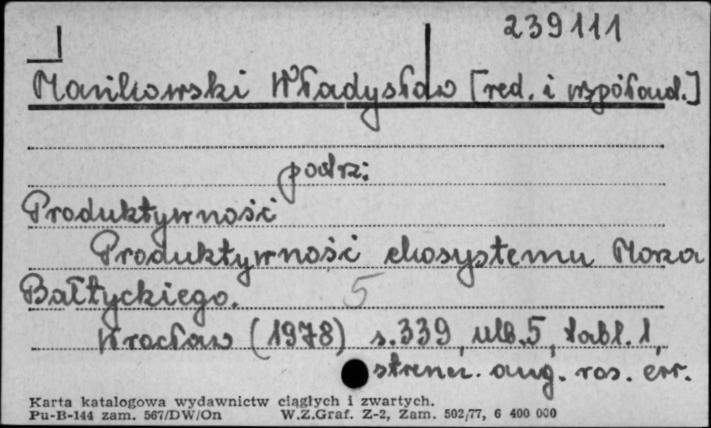 239111
Mańkowski Władysław [red. i współaut.]
podrz:
Produktywność
Produktywność ekosystemu Morza
Bałtyckiego. 5
Wrocław (1978) s. 339, ulb. 5, tabl. 1,
streszcz. ang. ros. err.
Karta katalogowa wydawnictw ciągłych i zwartych.
Pu-B-144 zam. 567/DW/On W.Z.Graf. Z-2, Zam. 502/77, 6 400 000